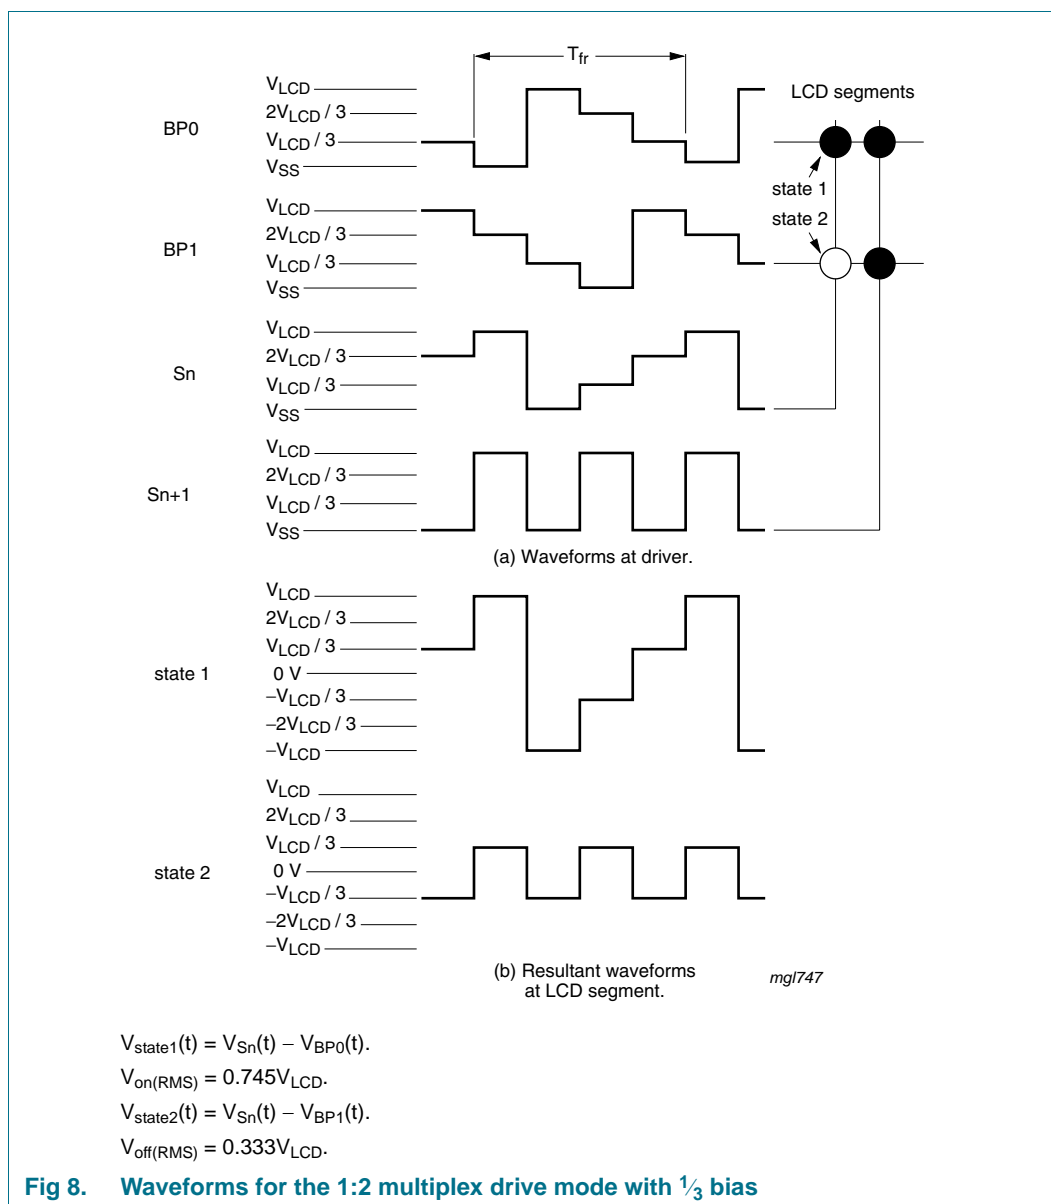 T_fr
V_LCD
2V_LCD / 3
BP0
V_LCD / 3
V_SS
LCD segments
state 1
V_LCD
2V_LCD / 3
BP1
V_LCD / 3
V_SS
state 2
V_LCD
2V_LCD / 3
Sn
V_LCD / 3
V_SS
V_LCD
2V_LCD / 3
Sn+1
V_LCD / 3
V_SS
(a) Waveforms at driver.
V_LCD
2V_LCD / 3
V_LCD / 3
state 1
0 V
−V_LCD / 3
−2V_LCD / 3
−V_LCD
V_LCD
2V_LCD / 3
V_LCD / 3
state 2
0 V
−V_LCD / 3
−2V_LCD / 3
−V_LCD
(b) Resultant waveforms
at LCD segment.
mgl747
V_state1(t) = V_Sn(t) − V_BP0(t).
V_on(RMS) = 0.745V_LCD.
V_state2(t) = V_Sn(t) − V_BP1(t).
V_off(RMS) = 0.333V_LCD.
Fig 8. Waveforms for the 1:2 multiplex drive mode with 1⁄3 bias